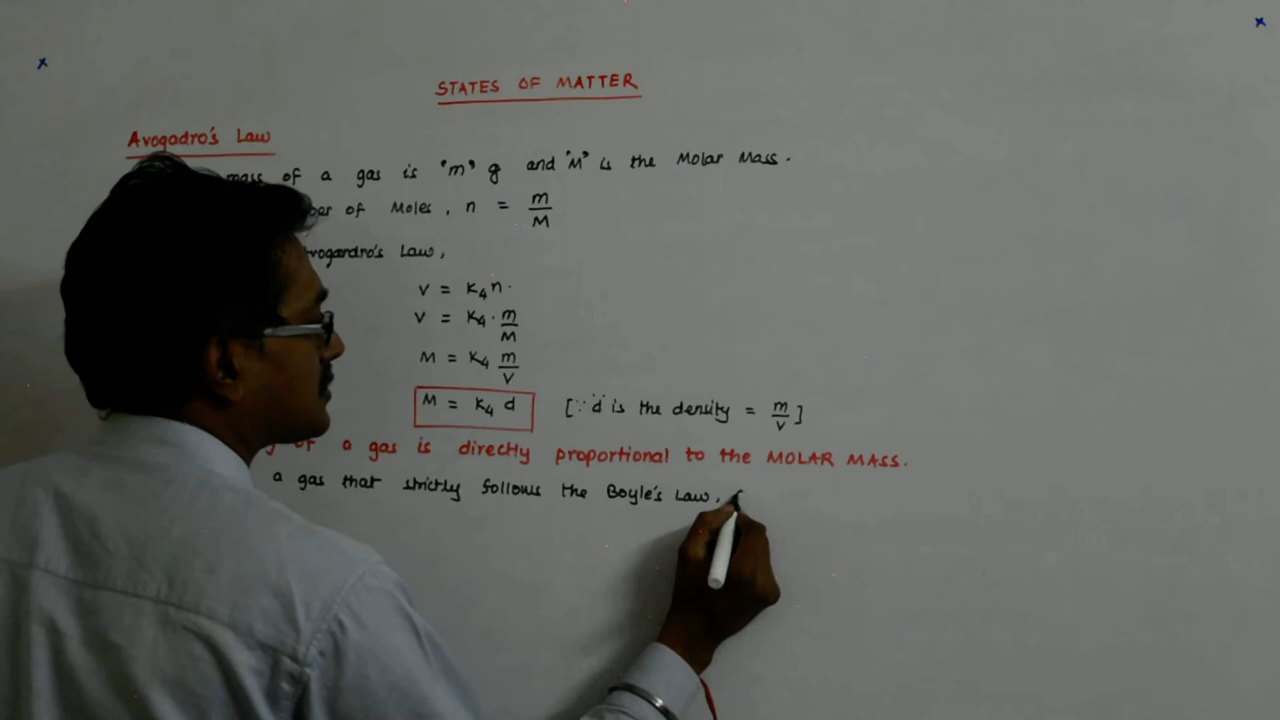 STATES OF MATTER
Avogadro's Law
mass of a gas is 'm' g and 'M' is the Molar Mass.
of Moles, n = m/M
Law,
V = K₄n.
V = K₄ . m/M
M = K₄ m/V
M = K₄ d [∵ 'd' is the density = m/V]
of a gas is directly proportional to the MOLAR MASS.
a gas that strictly follows the Boyle's Law,